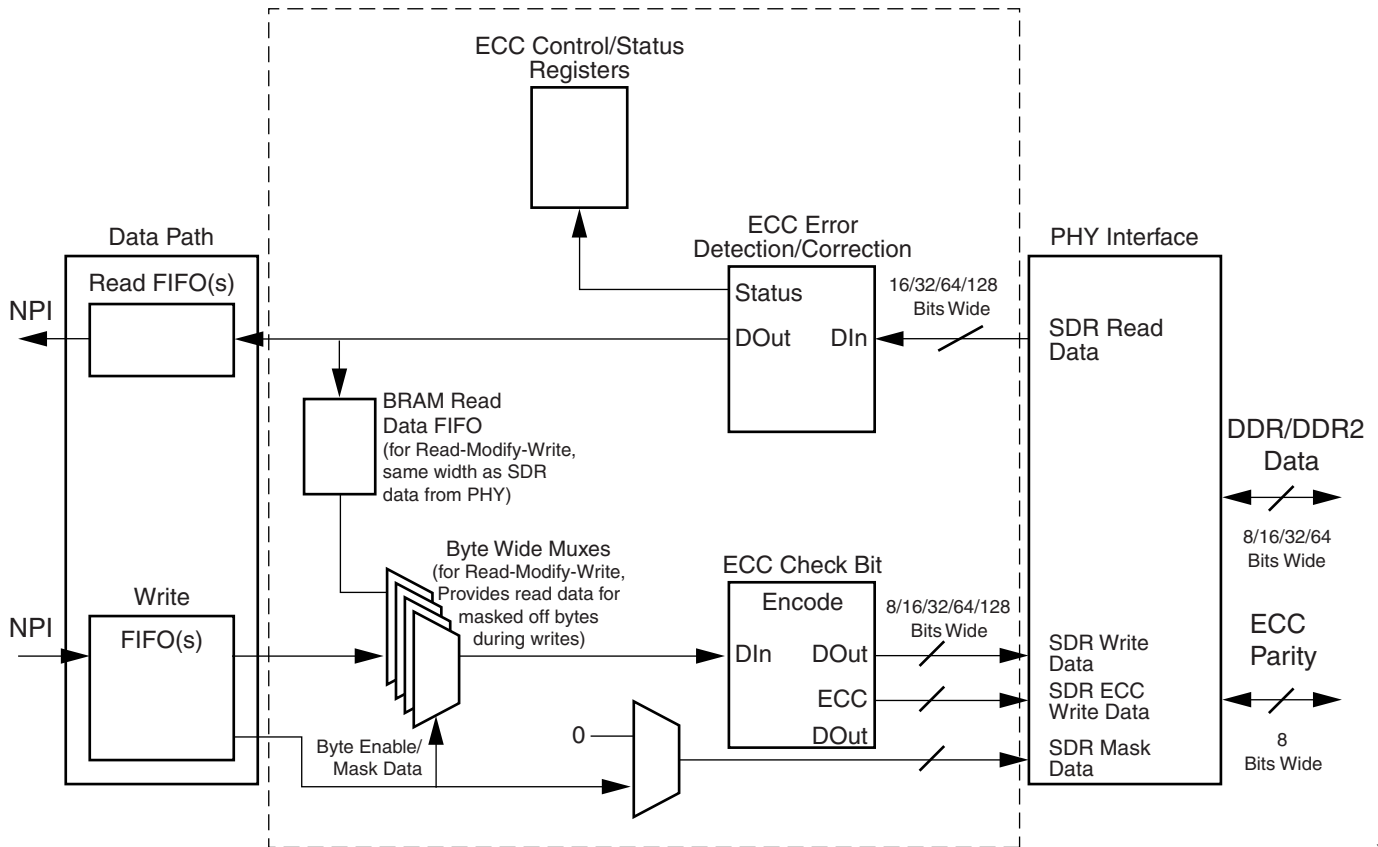 ECC Control/Status
Registers
Data Path
Read FIFO(s)
NPI
ECC Error
Detection/Correction
Status
DOut
DIn
16/32/64/128
Bits Wide
PHY Interface
SDR Read
Data
BRAM Read
Data FIFO
(for Read-Modify-Write,
same width as SDR
data from PHY)
DDR/DDR2
Data
8/16/32/64
Bits Wide
Write
FIFO(s)
NPI
Byte Wide Muxes
(for Read-Modify-Write,
Provides read data for
masked off bytes
during writes)
ECC Check Bit
Encode
DIn
DOut
ECC
DOut
8/16/32/64/128
Bits Wide
SDR Write
Data
SDR ECC
Write Data
SDR Mask
Data
ECC
Parity
8
Bits Wide
Byte Enable/
Mask Data
0